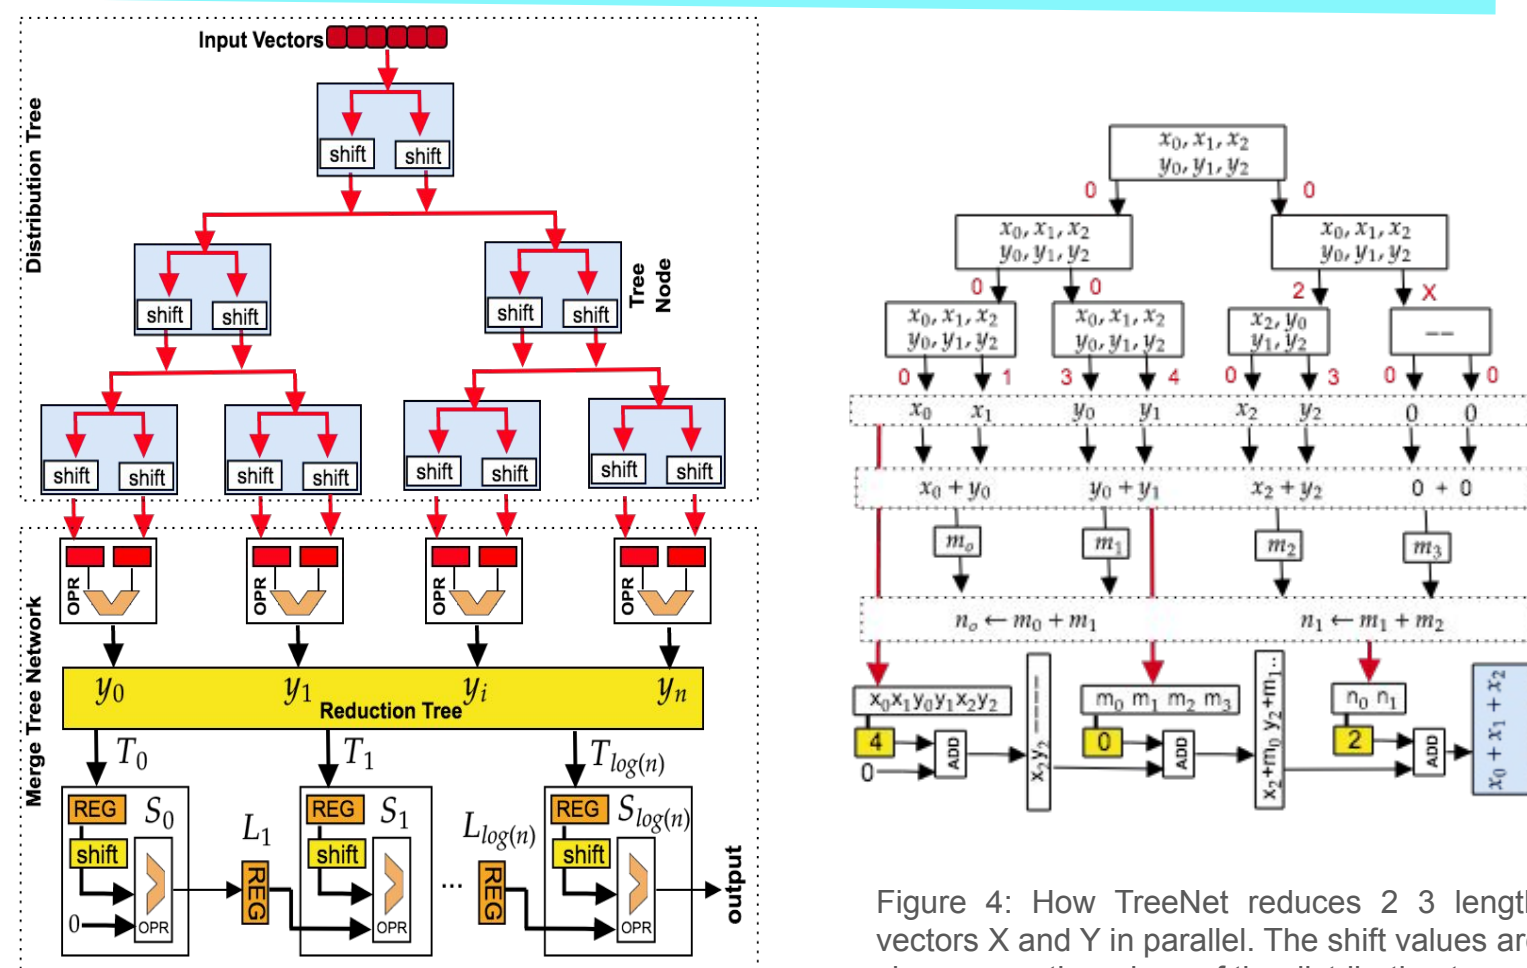 Input Vectors
Distribution Tree
shift
shift
shift
shift
shift
shift
Tree
Node
shift
shift
shift
shift
shift
shift
shift
shift
Merge Tree Network
OPR
OPR
OPR
OPR
y0
y1
yi
yn
Reduction Tree
T0
T1
Tlog(n)
REG
S0
shift
0
OPR
L1
REG
REG
S1
shift
OPR
...
Llog(n)
REG
REG
Slog(n)
shift
OPR
output
x0, x1, x2
y0, y1, y2
0 0
x0, x1, x2
y0, y1, y2
x0, x1, x2
y0, y1, y2
0 0 2 X
x0, x1, x2
y0, y1, y2
x0, x1, x2
y0, y1, y2
x2, y0
y1, y2
--
0 1 3 4 0 3 0 0
x0 x1 y0 y1 x2 y2 0 0
x0 + y0 y0 + y1 x2 + y2 0 + 0
mo m1 m2 m3
no ← m0 + m1 n1 ← m1 + m2
x0x1y0y1x2y2
4
0
ADD
x2y2 -----
m0 m1 m2 m3
0
ADD
x2+m0 y2+m1..
n0 n1
2
ADD
x0 + x1 + x2
Figure 4: How TreeNet reduces 2 3 length
vectors X and Y in parallel. The shift values are